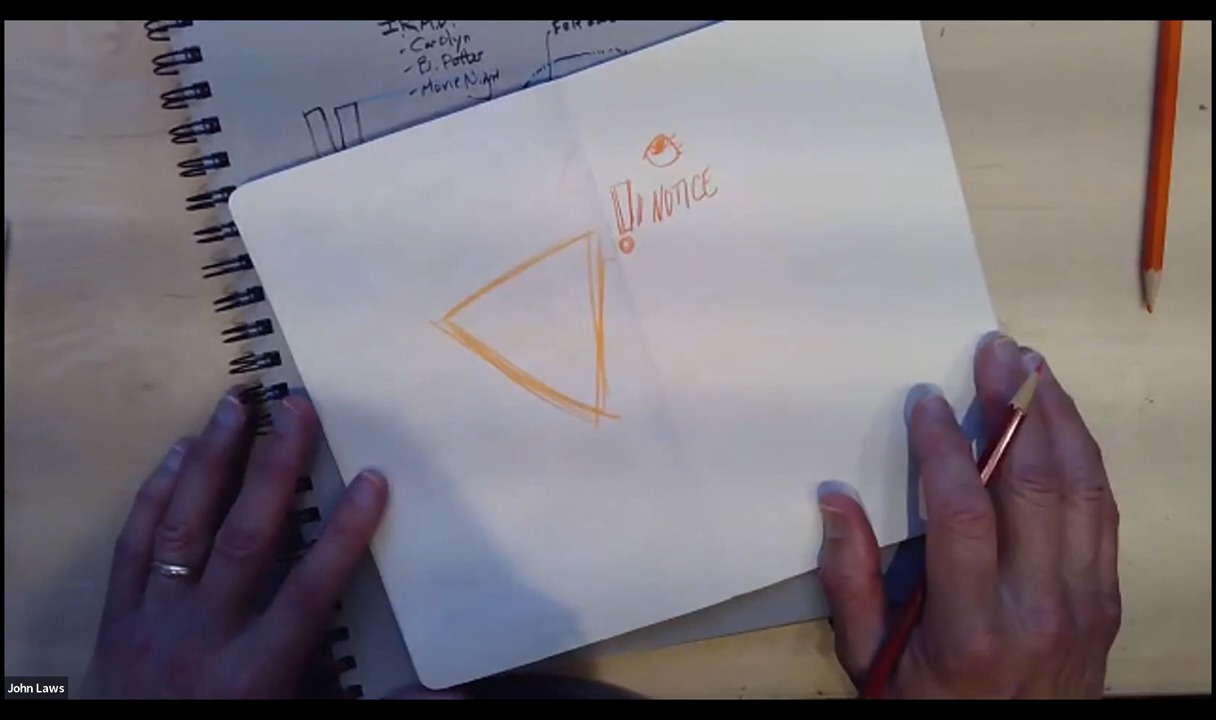 - Carolyn
- B. Potter
- Movie Night
NOTICE
John Laws